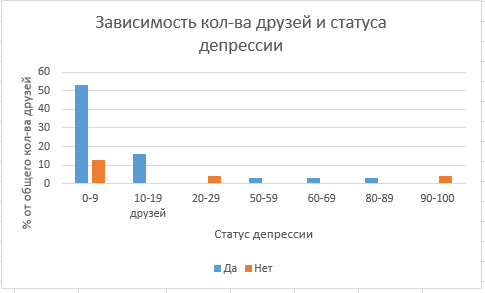 Зависимость кол-ва друзей и статуса
депрессии
% от общего кол-ва друзей
60
50
40
30
20
10
0
0-9
10-19
друзей
20-29
50-59
60-69
80-89
90-100
Статус депрессии
Да
Нет